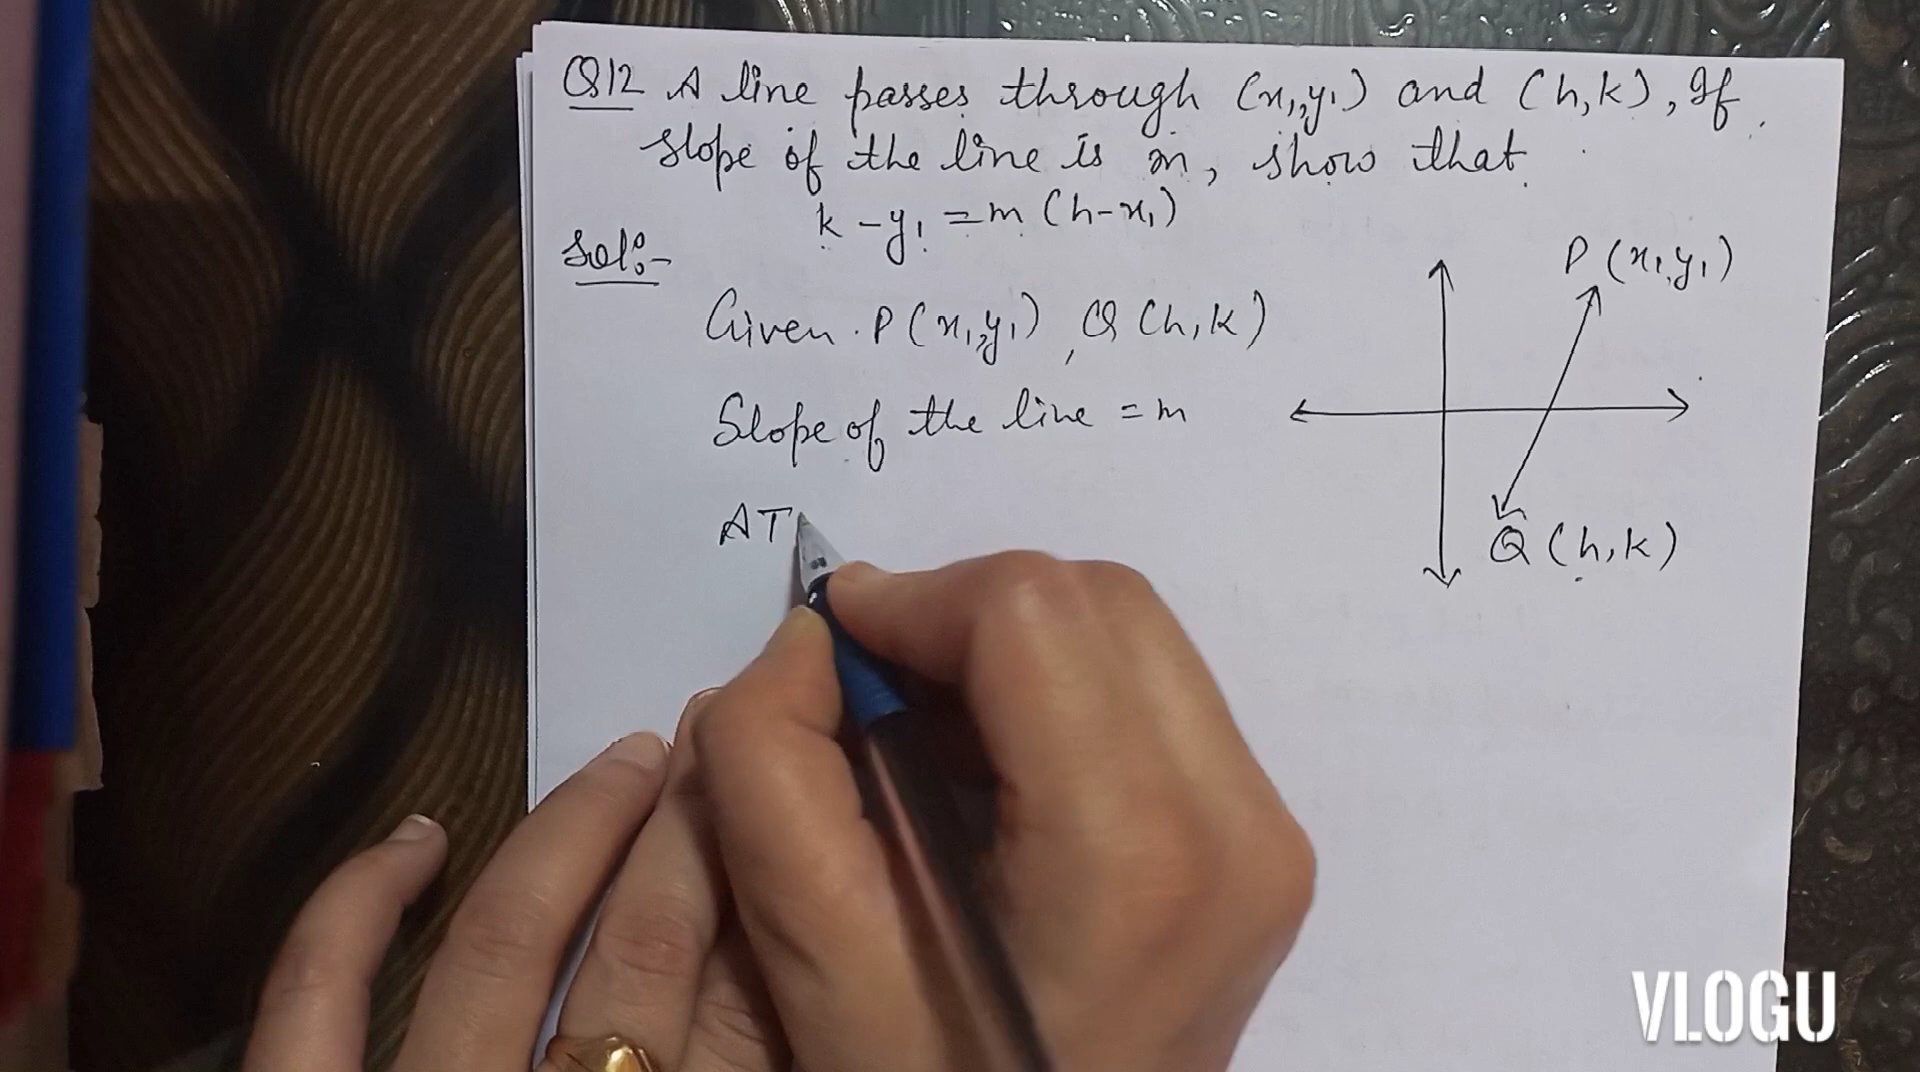 Q12 A line passes through (x₁,y₁) and (h,k), If
slope of the line is m, show that
k-y₁ = m (h-x₁)
Sol:-
Given P(x₁,y₁), Q(h,k)
Slope of the line = m
AT
P(x₁,y₁)
Q(h,k)
VLOGU